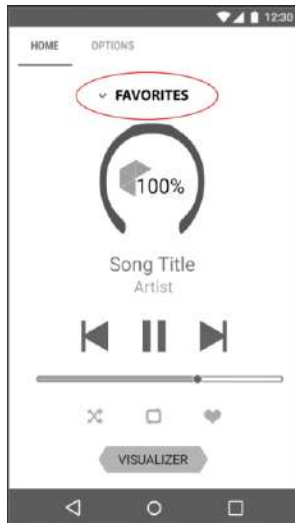 12:30
HOME OPTIONS
FAVORITES
100%
Song Title
Artist
VISUALIZER